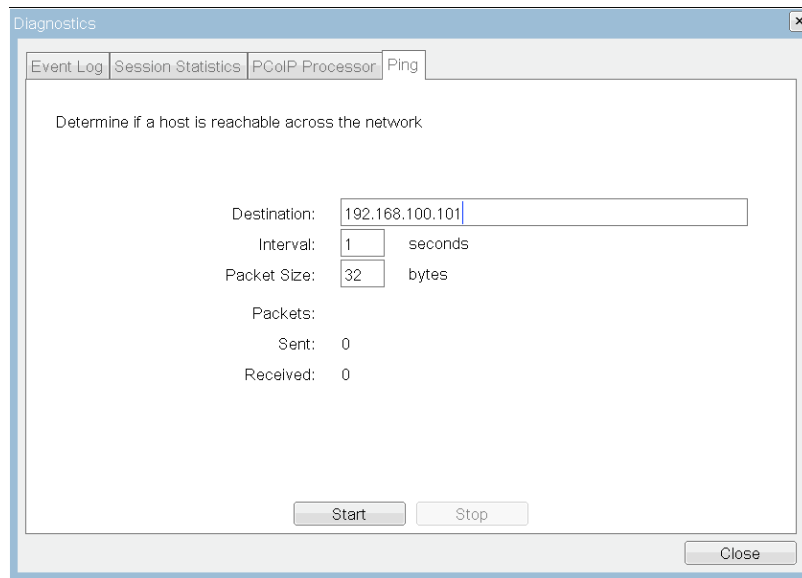 Diagnostics
Event Log Session Statistics PCoIP Processor Ping
Determine if a host is reachable across the network
Destination: 192.168.100.101
Interval: 1 seconds
Packet Size: 32 bytes
Packets:
Sent: 0
Received: 0
Start Stop
Close